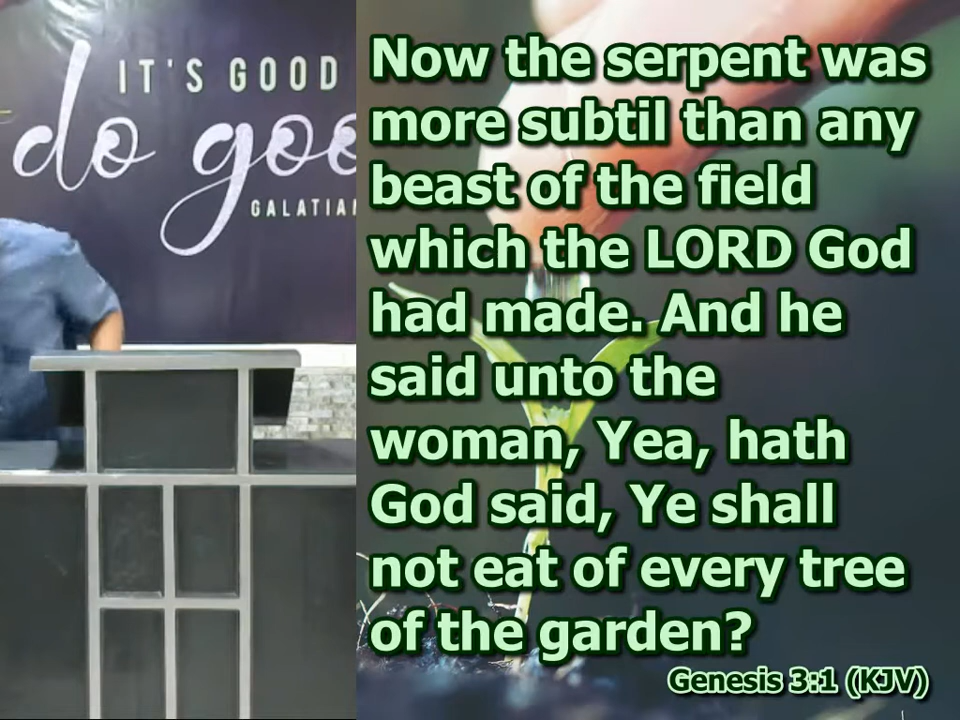 IT'S GOOD
do
GALATIA
Now the serpent was
more subtil than any
beast of the field
which the LORD God
had made. And he
said unto the
woman, Yea, hath
God said, Ye shall
not eat of every tree
of the garden?
Genesis 3:1 (KJV)